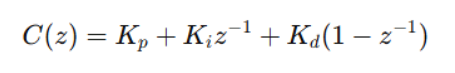 C(z) = K_p + K_i z^{-1} + K_d(1 − z^{-1})